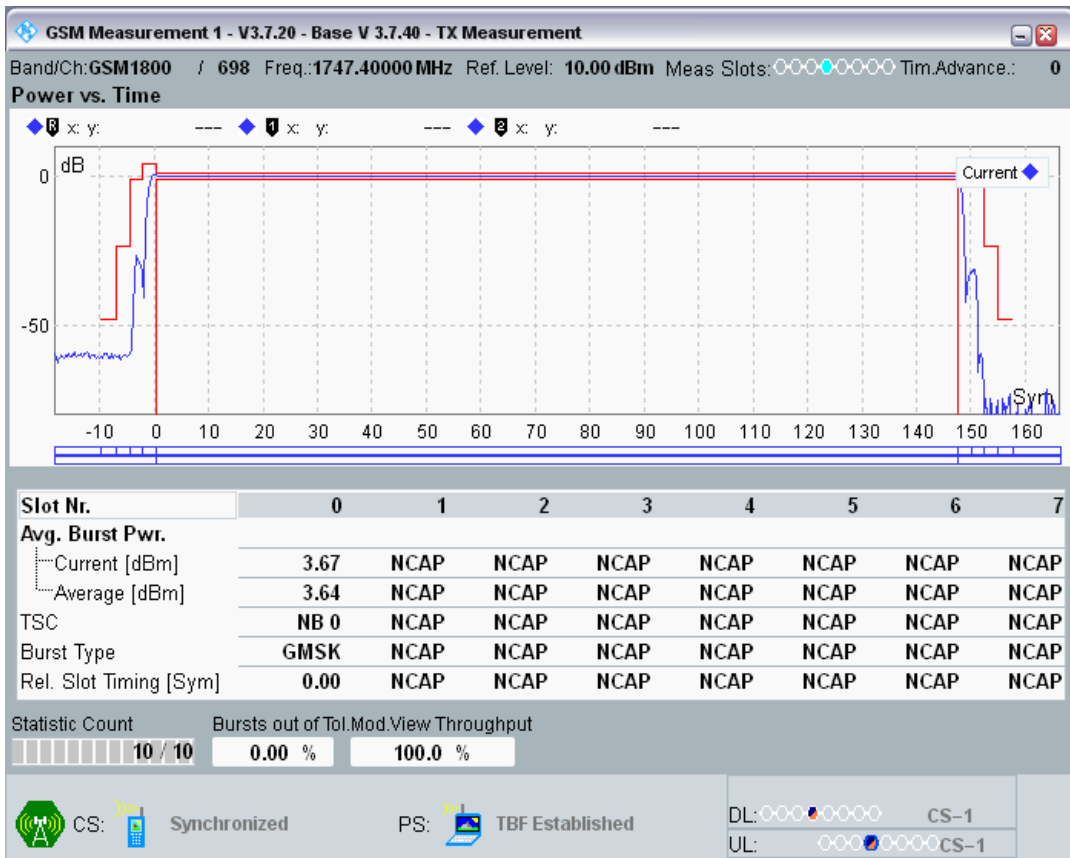 GSM Measurement 1 - V3.7.20 - Base V 3.7.40 - TX Measurement
Band/Ch:GSM1800 / 698 Freq.:1747.40000 MHz Ref. Level: 10.00 dBm Meas Slots: Tim.Advance.: 0
Power vs. Time
R x: y: --- 1 x: y: --- 2 x: y: ---
dB
Current
0
-50
Sym
-10 0 10 20 30 40 50 60 70 80 90 100 110 120 130 140 150 160
Slot Nr. 0 1 2 3 4 5 6 7
Avg. Burst Pwr.
Current [dBm] 3.67 NCAP NCAP NCAP NCAP NCAP NCAP NCAP
Average [dBm] 3.64 NCAP NCAP NCAP NCAP NCAP NCAP NCAP
TSC NB 0 NCAP NCAP NCAP NCAP NCAP NCAP NCAP
Burst Type GMSK NCAP NCAP NCAP NCAP NCAP NCAP NCAP
Rel. Slot Timing [Sym] 0.00 NCAP NCAP NCAP NCAP NCAP NCAP NCAP
Statistic Count Bursts out of Tol.Mod.View Throughput
10 / 10 0.00 % 100.0 %
CS: Synchronized PS: TBF Established
DL: CS-1
UL: CS-1